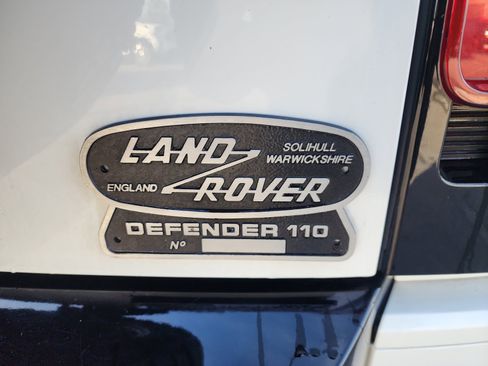 LAND
SOLIHULL
WARWICKSHIRE
ENGLAND
ROVER
DEFENDER 110
Nº